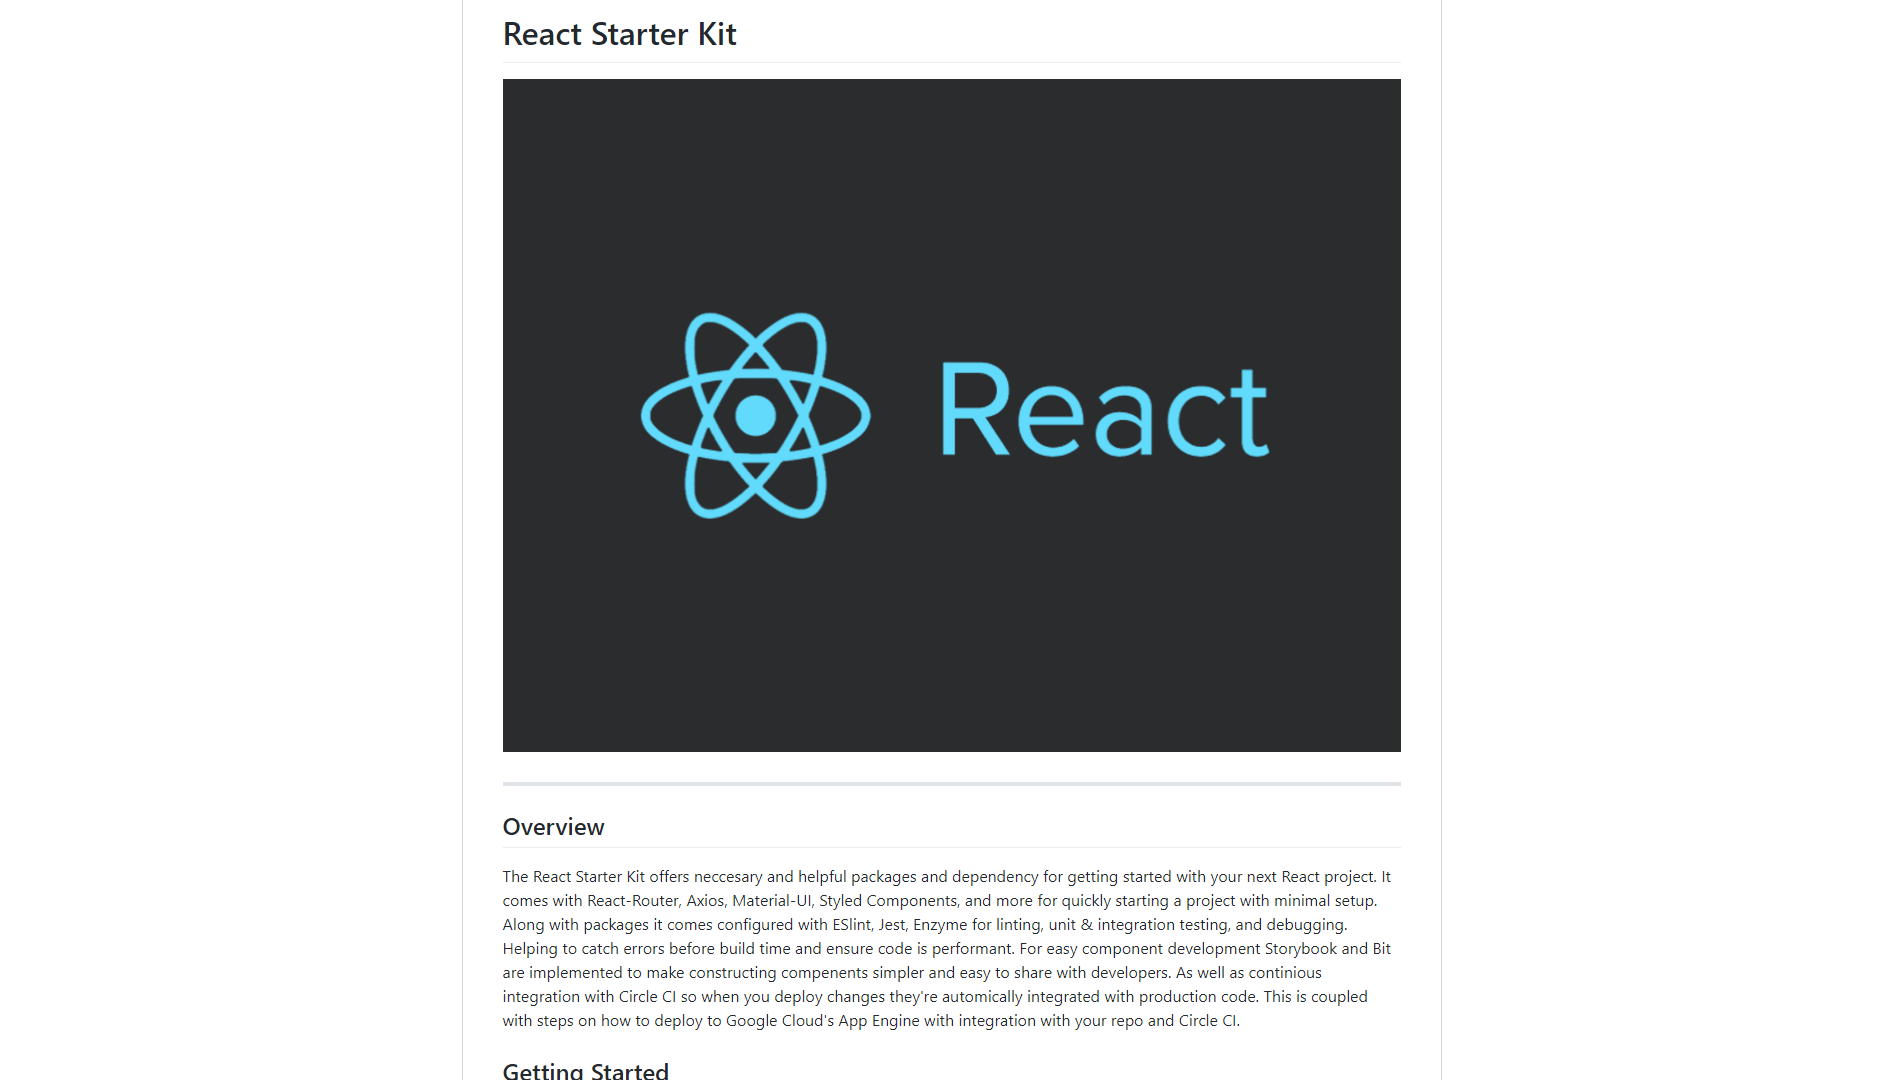 React Starter Kit
React
Overview
The React Starter Kit offers neccesary and helpful packages and dependency for getting started with your next React project. It
comes with React-Router, Axios, Material-UI, Styled Components, and more for quickly starting a project with minimal setup.
Along with packages it comes configured with ESlint, Jest, Enzyme for linting, unit & integration testing, and debugging.
Helping to catch errors before build time and ensure code is performant. For easy component development Storybook and Bit
are implemented to make constructing compenents simpler and easy to share with developers. As well as continious
integration with Circle CI so when you deploy changes they're automically integrated with production code. This is coupled
with steps on how to deploy to Google Cloud's App Engine with integration with your repo and Circle CI.
Getting Started